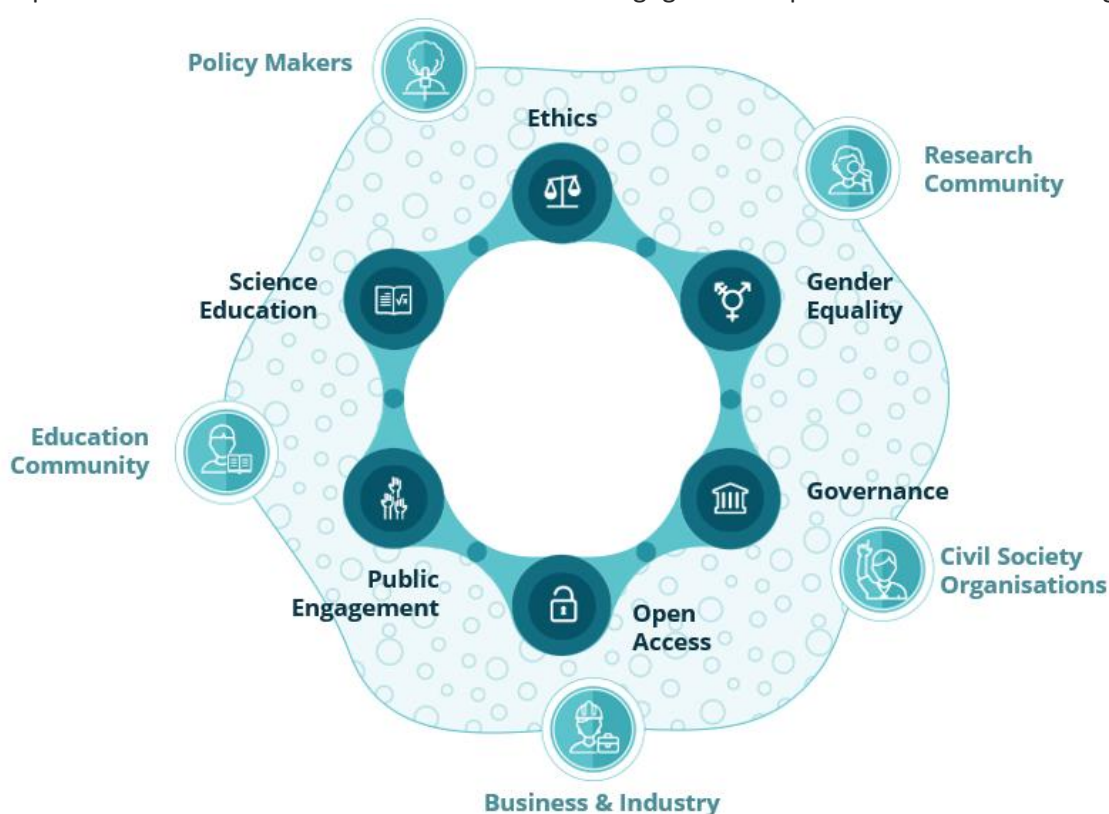 Policy Makers
Ethics
Research
Community
Science
Education
Gender
Equality
Education
Community
Governance
Public
Engagement
Open
Access
Civil Society
Organisations
Business & Industry